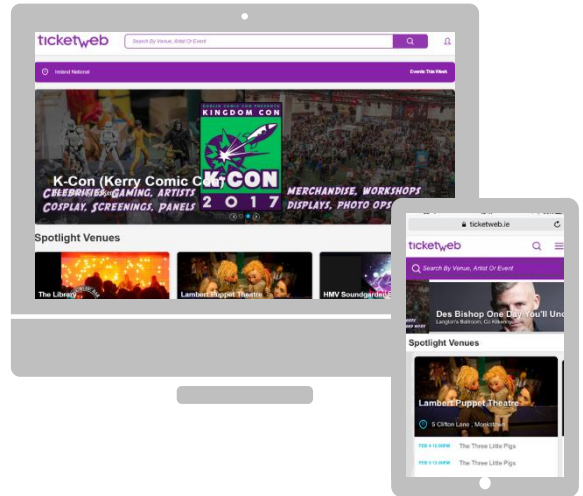 ticketweb
Search By Venue, Artist Or Event
Ireland National
Events This Week
DUBLIN COMIC CON PRESENTS
KINGDOM CON
K-CON
2017
K-Con (Kerry Comic Con)
CELEBRITIES, GAMING, ARTISTS
COSPLAY, SCREENINGS, PANELS
MERCHANDISE, WORKSHOPS
DISPLAYS, PHOTO OPS
Spotlight Venues
The Library
Lambert Puppet Theatre
HMV Soundgarden
ticketweb.ie
ticketweb
Search By Venue, Artist Or Event
Des Bishop One Day You'll Und
Langton's Ballroom, Co Kilkenny
Spotlight Venues
Lambert Puppet Theatre
5 Clifton Lane , Monkstown
The Three Little Pigs
The Three Little Pigs